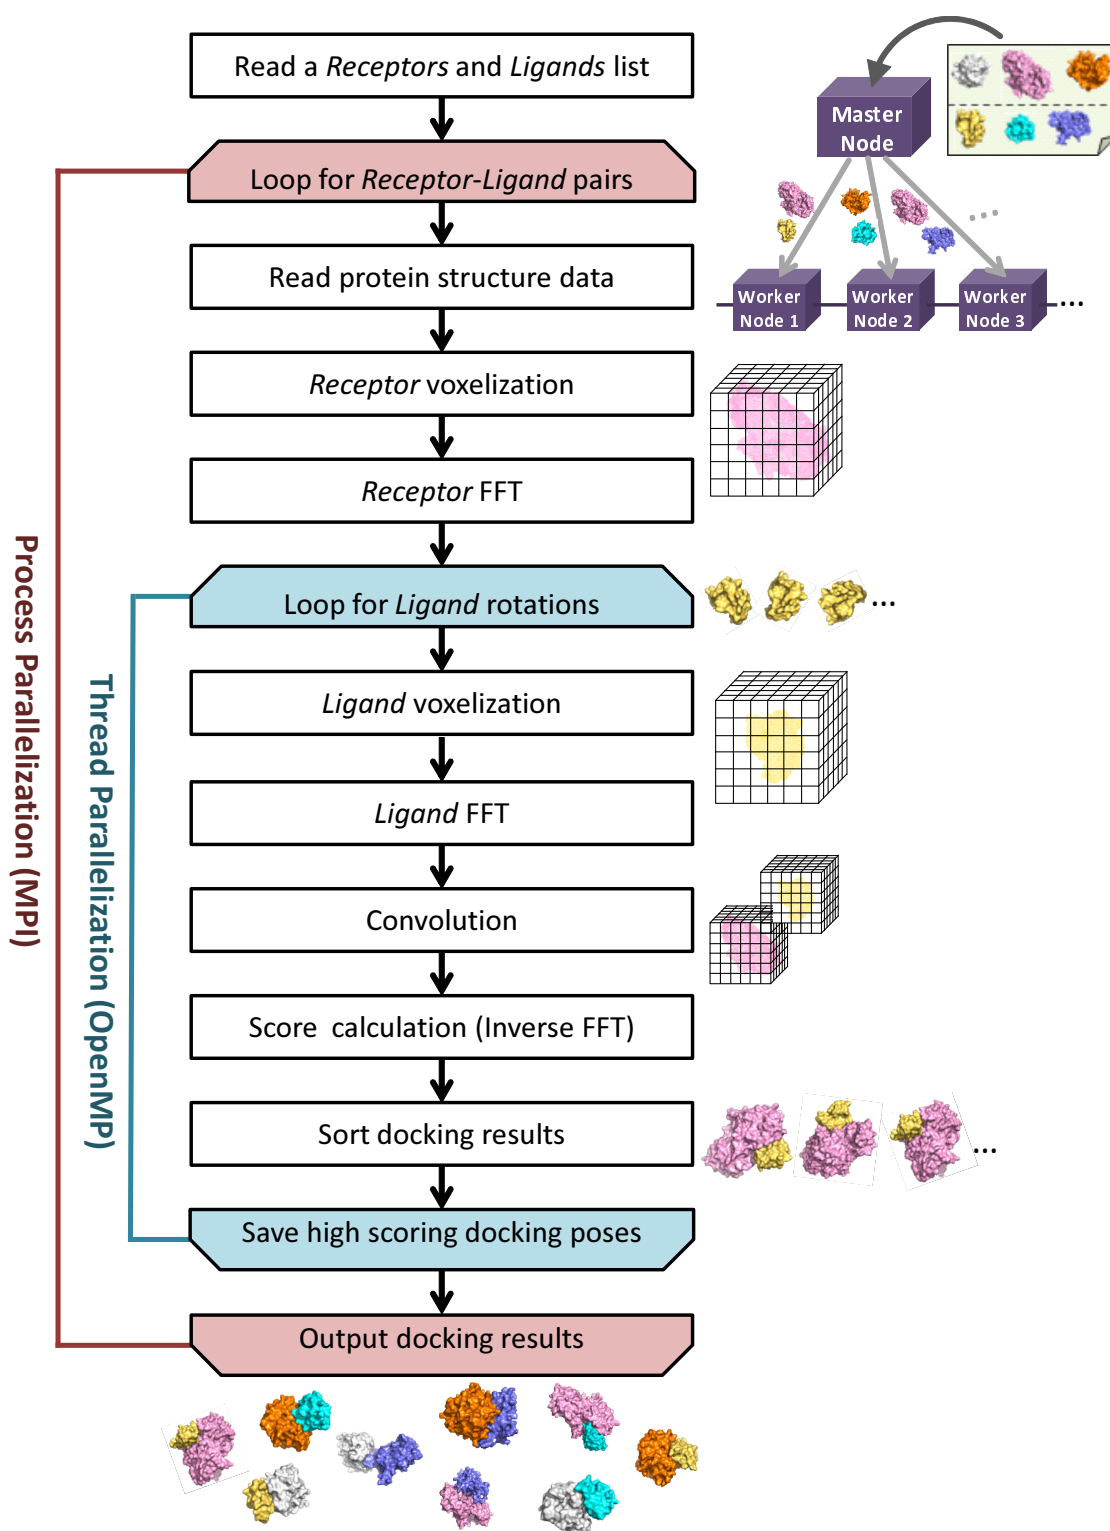 Read a Receptors and Ligands list
Loop for Receptor-Ligand pairs
Read protein structure data
Receptor voxelization
Receptor FFT
Loop for Ligand rotations
Ligand voxelization
Ligand FFT
Convolution
Score calculation (Inverse FFT)
Sort docking results
Save high scoring docking poses
Output docking results
Process Parallelization (MPI)
Thread Parallelization (OpenMP)
Master
Node
...
Worker
Node 1
Worker
Node 2
Worker
Node 3
...
...
...